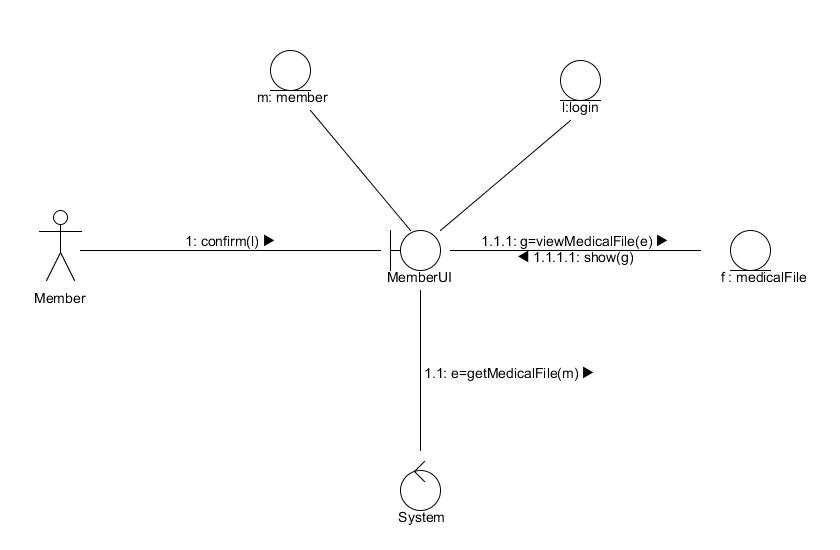 m: member
l:login
1: confirm(l) ▶
1.1.1: g=viewMedicalFile(e) ▶
◀ 1.1.1.1: show(g)
MemberUI
f : medicalFile
Member
1.1: e=getMedicalFile(m) ▶
System